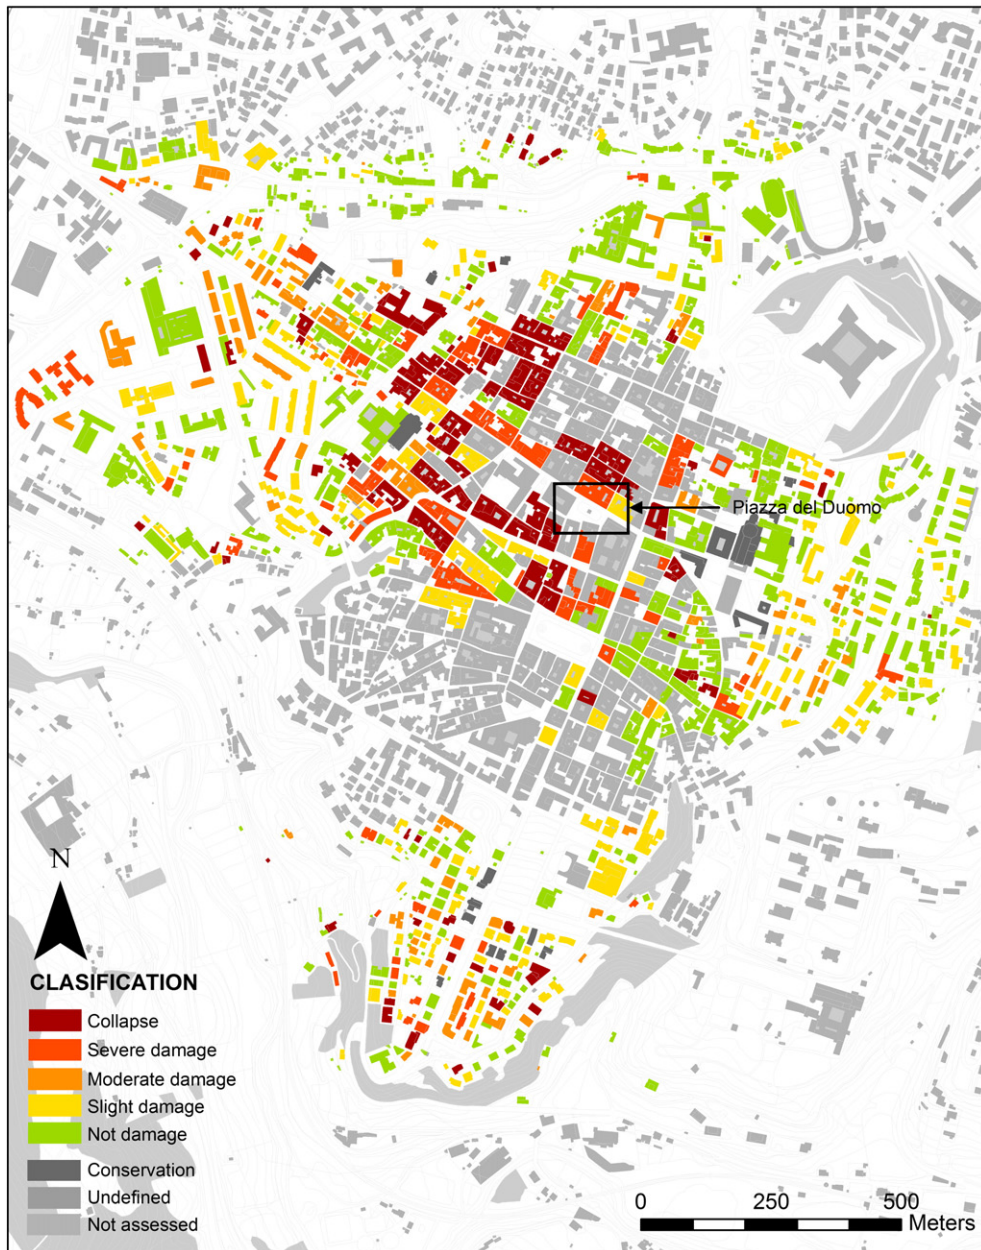 Piazza del Duomo
N
CLASIFICATION
Collapse
Severe damage
Moderate damage
Slight damage
Not damage
Conservation
Undefined
Not assessed
0 250 500
Meters